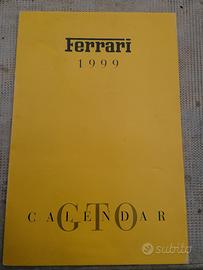 Ferrari
1999
CALENDAR
GTO
subito